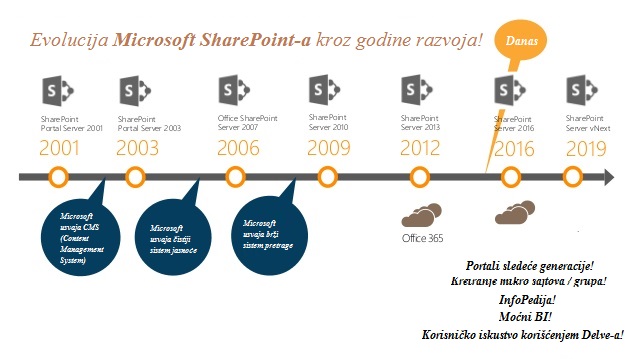 Evolucija Microsoft SharePoint-a kroz godine razvoja!
Danas
SharePoint
Portal Server 2001
2001
SharePoint
Portal Server 2003
2003
Office SharePoint
Server 2007
2006
SharePoint
Server 2010
2009
SharePoint
Server 2013
2012
SharePoint
Server 2016
2016
SharePoint
Server vNext
2019
Microsoft
usvaja CMS
(Content
Management
System)
Microsoft
usvaja čistiji
sistem jasnoće
Microsoft
usvaja brži
sistem pretrage
Office 365
Portali sledeće generacije!
Kreiranje mikro sajtova / grupa!
InfoPedija!
Moćni BI!
Korisničko iskustvo korišćenjem Delve-a!